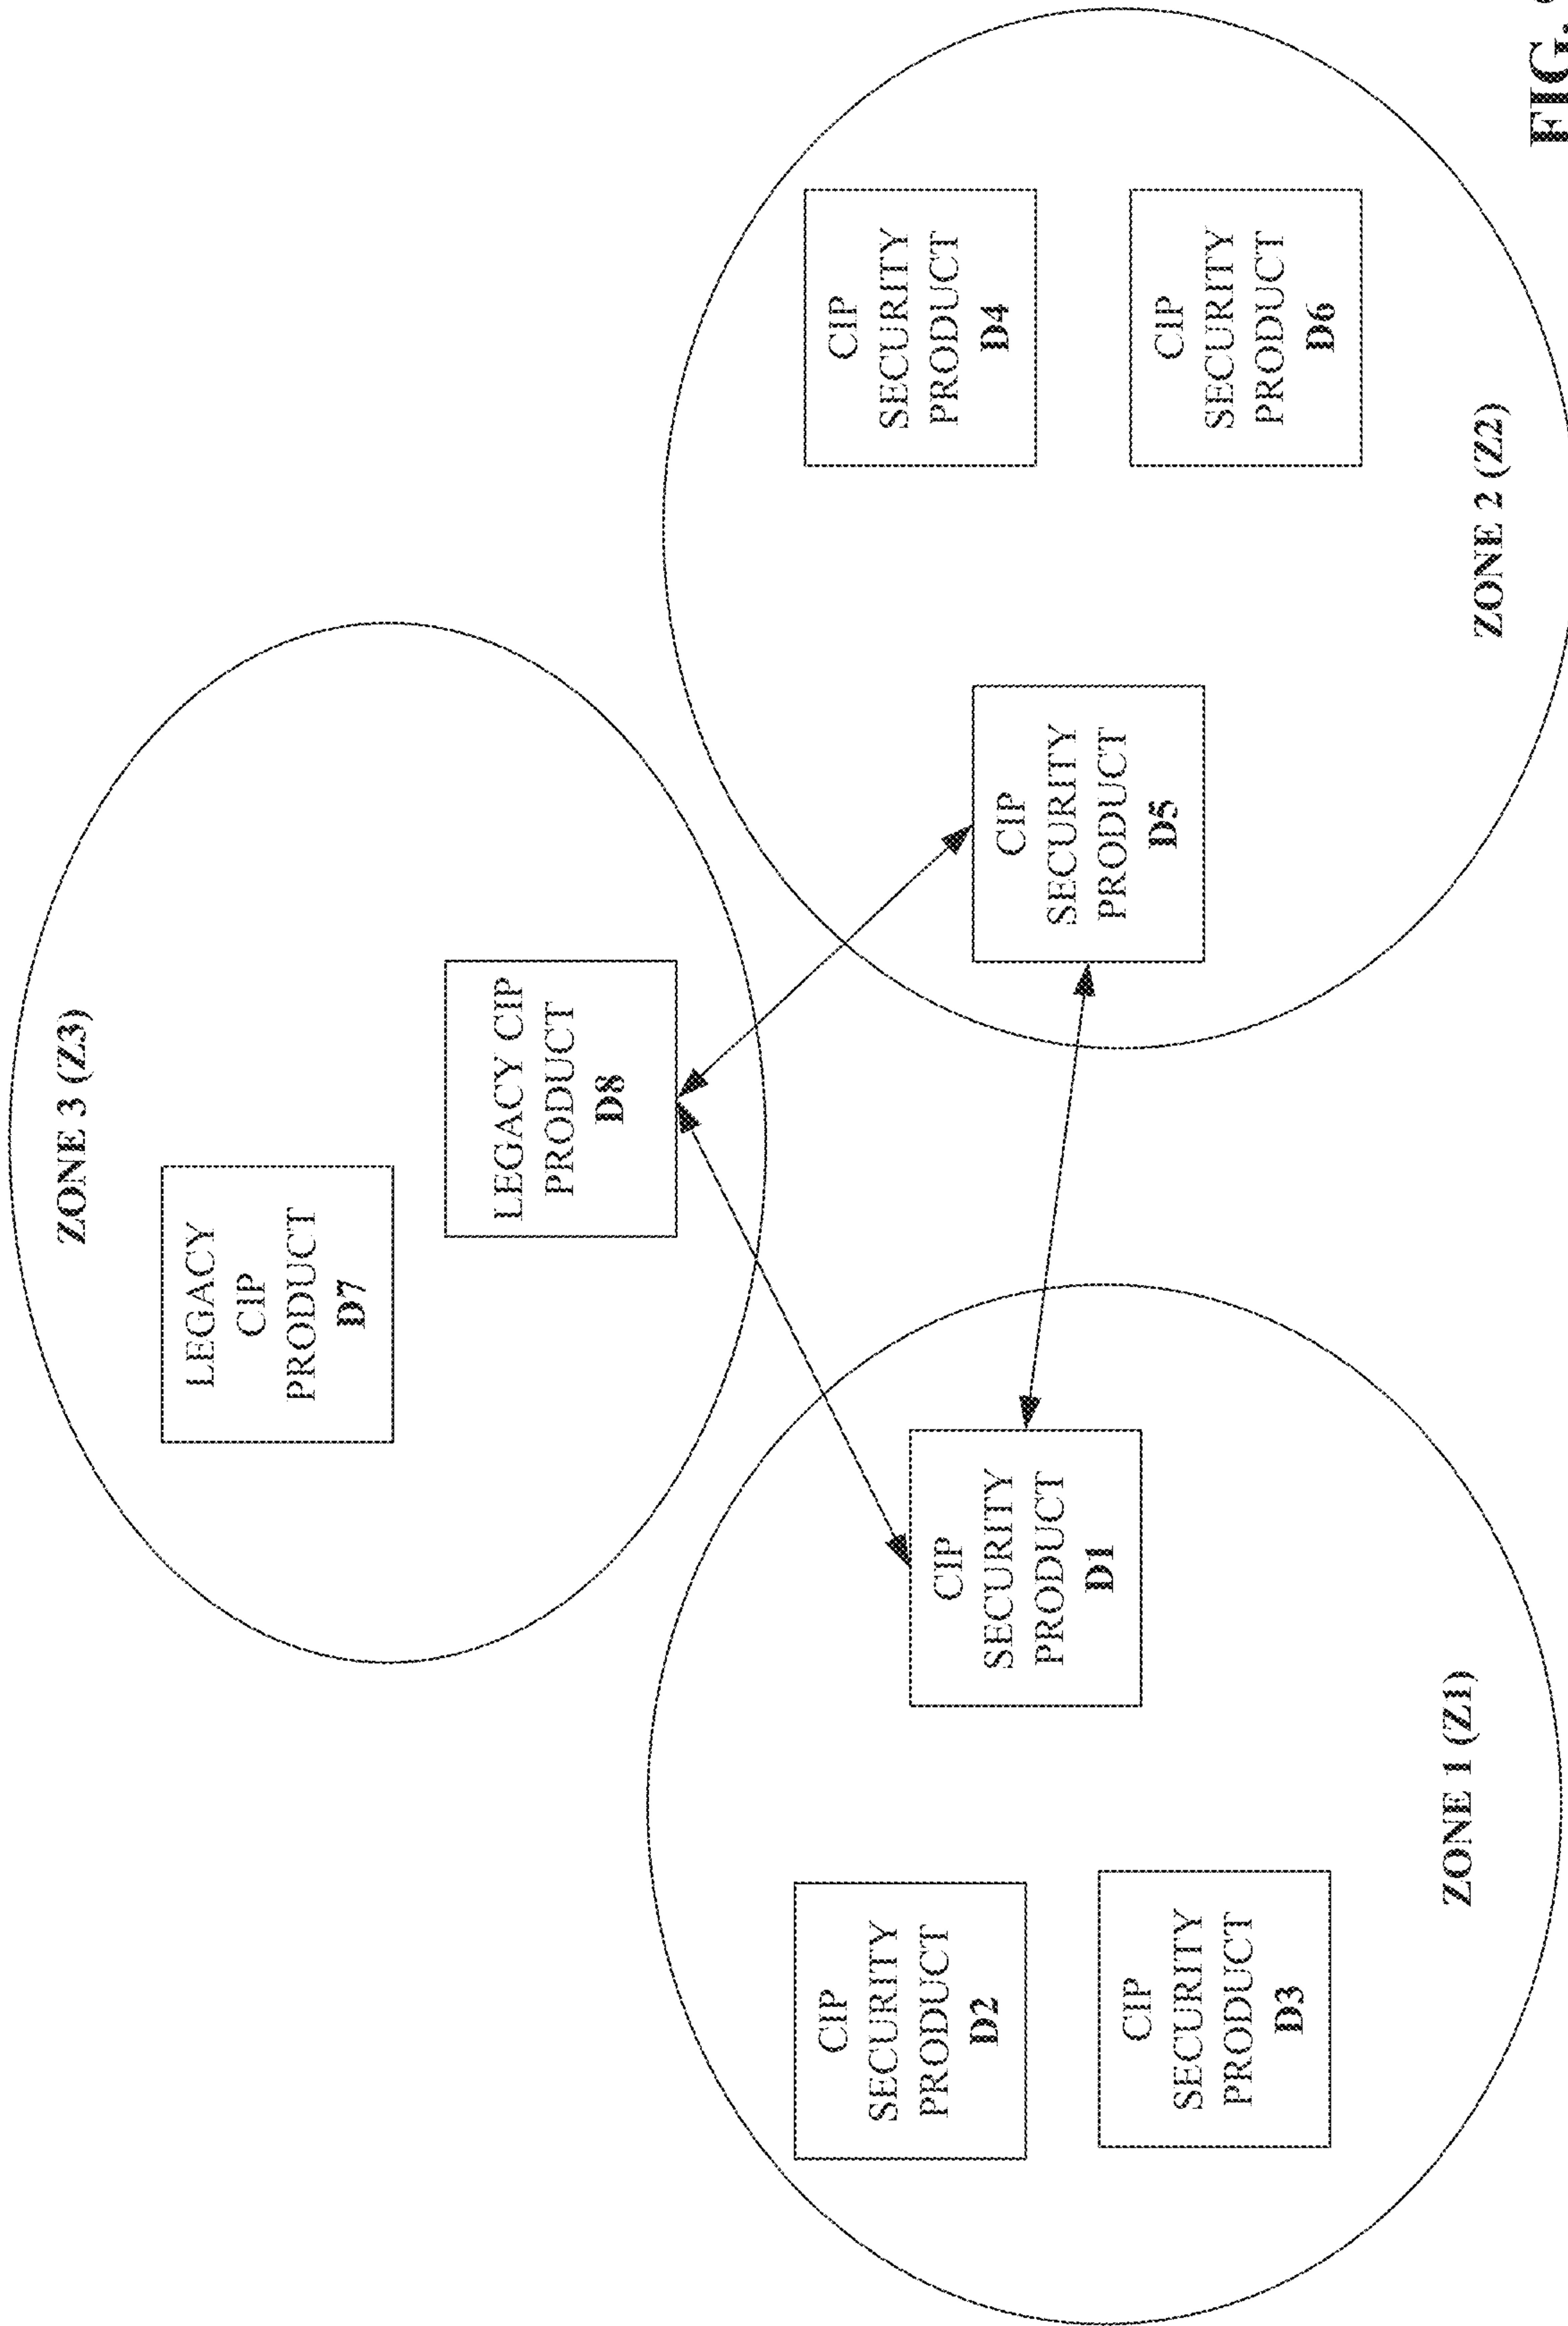 ZONE 3 (Z3)
LEGACY
CIP
PRODUCT
D7
LEGACY CIP
PRODUCT
D8
CIP
SECURITY
PRODUCT
D2
CIP
SECURITY
PRODUCT
D3
CIP
SECURITY
PRODUCT
D1
ZONE 1 (Z1)
CIP
SECURITY
PRODUCT
D5
CIP
SECURITY
PRODUCT
D4
CIP
SECURITY
PRODUCT
D6
ZONE 2 (Z2)
FIG.